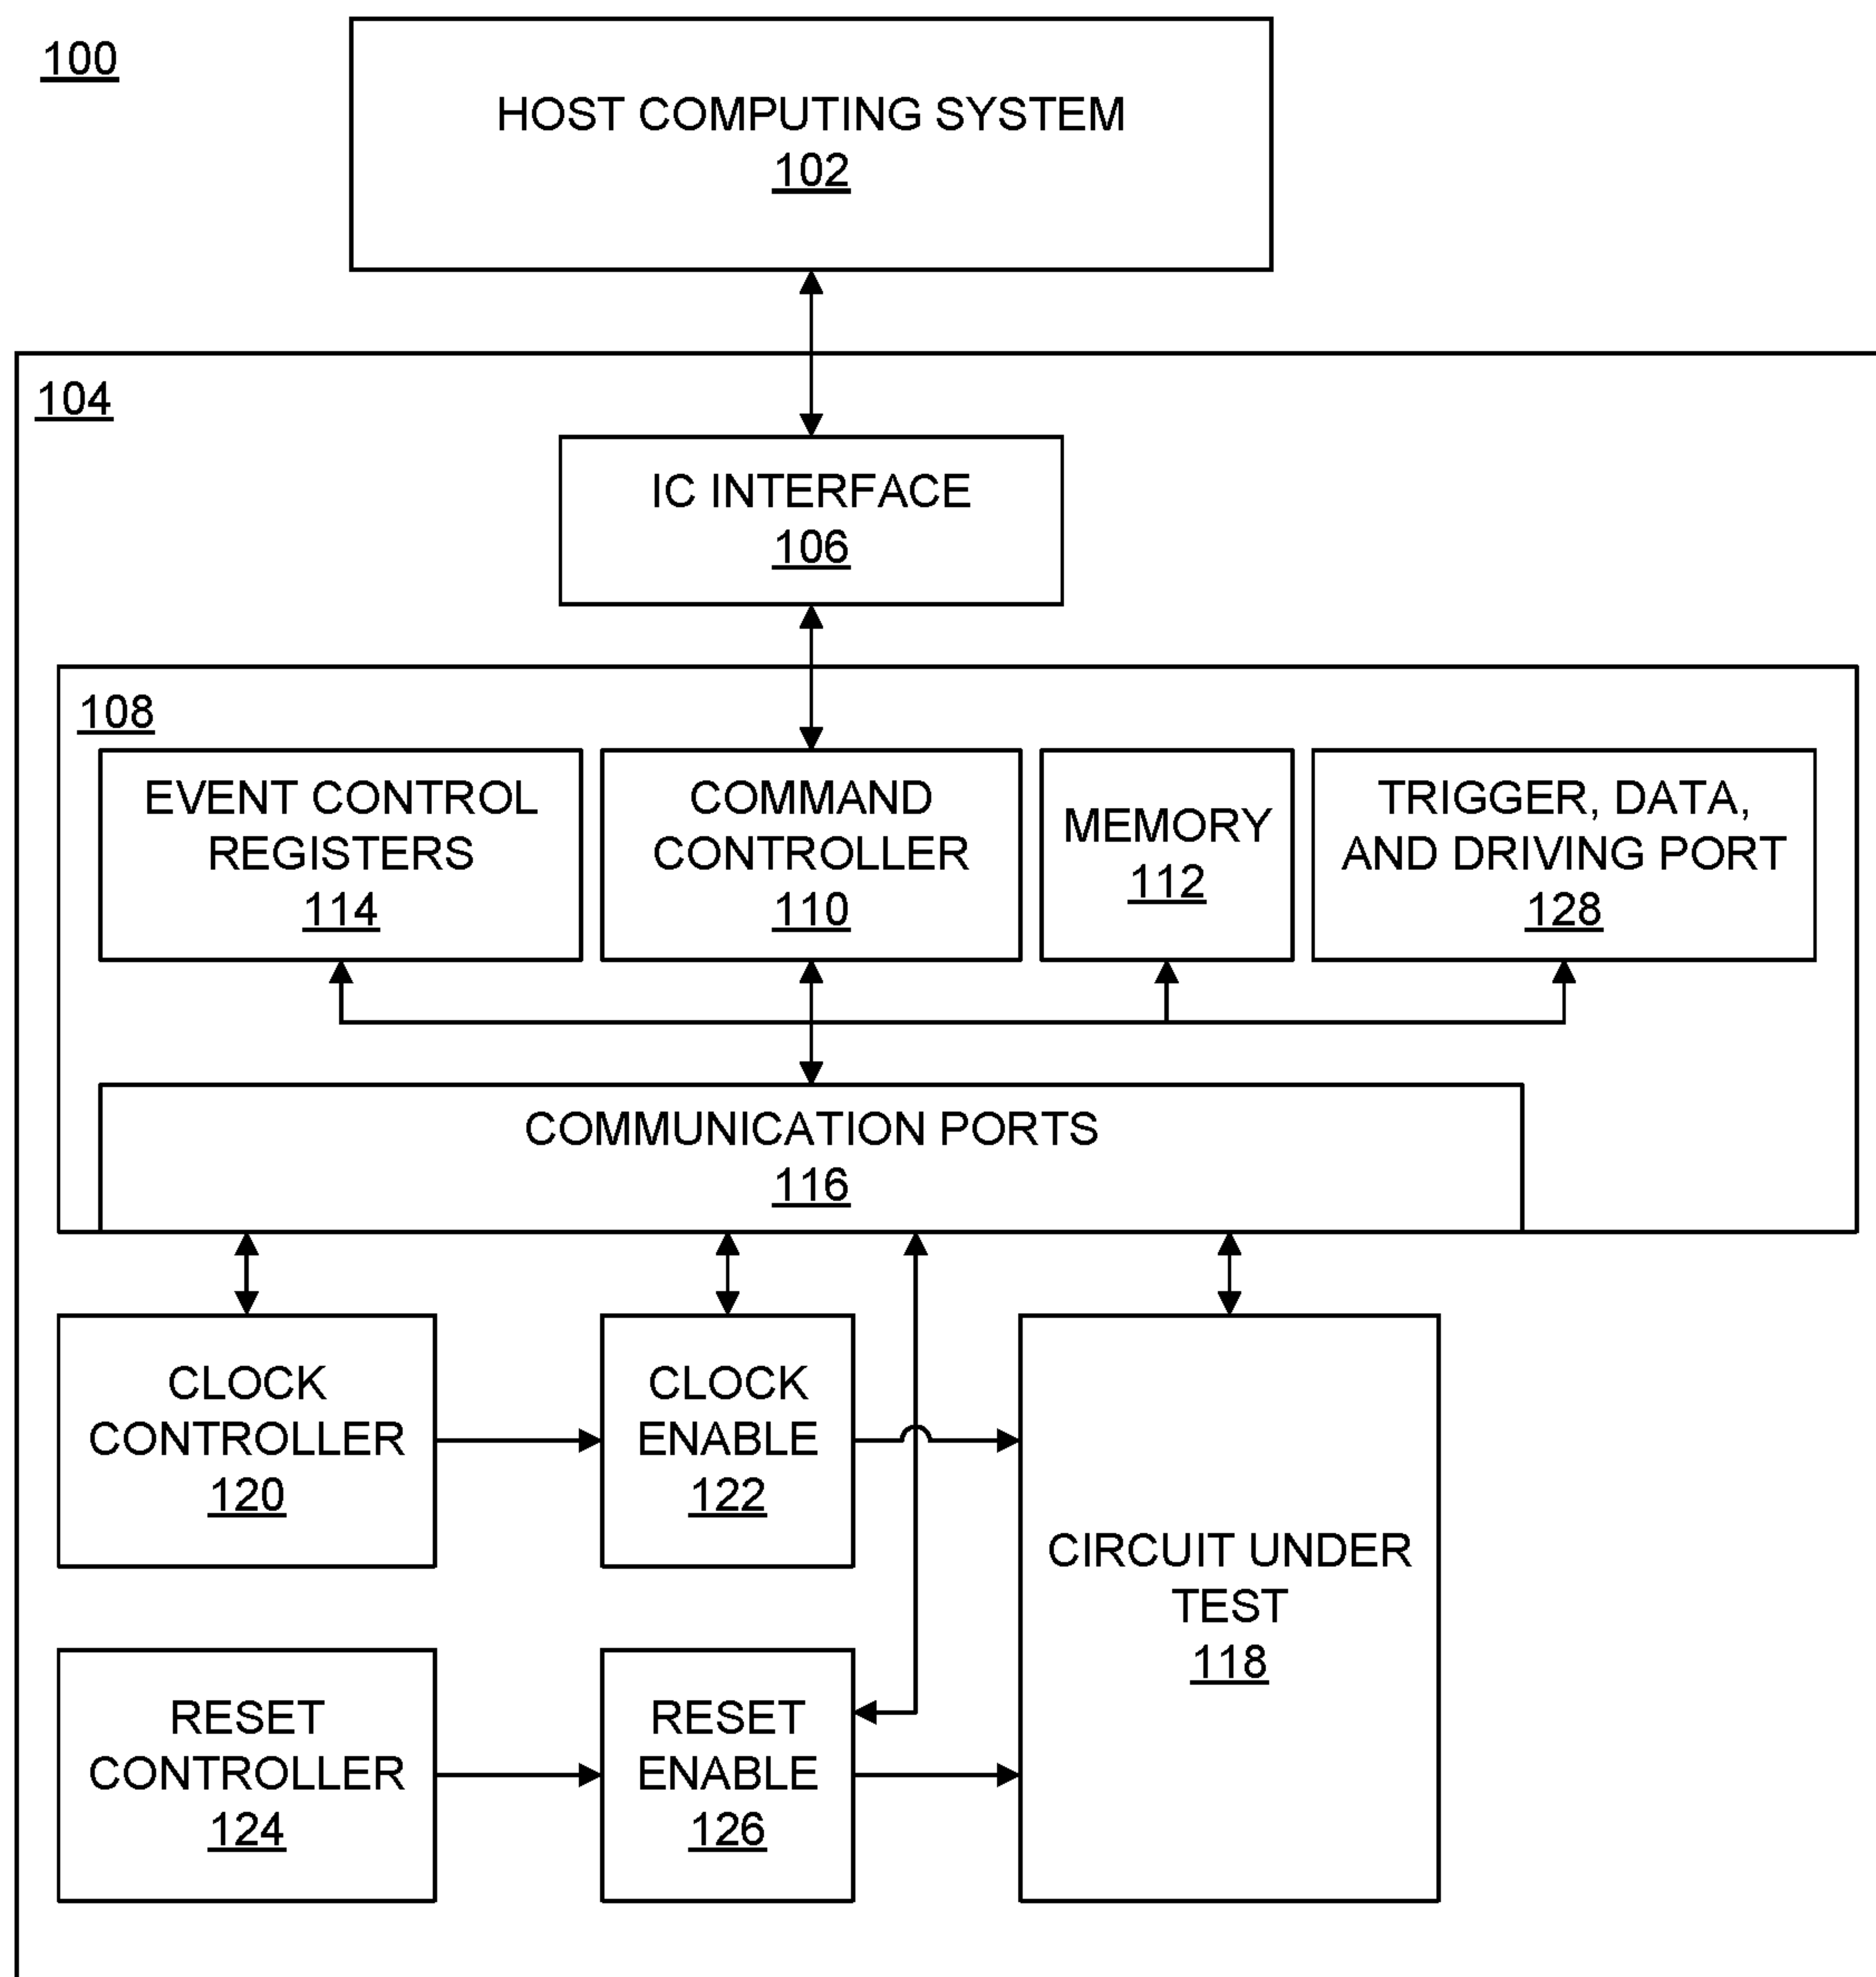 100
HOST COMPUTING SYSTEM
102
104
IC INTERFACE
106
108
EVENT CONTROL
REGISTERS
114
COMMAND
CONTROLLER
110
MEMORY
112
TRIGGER, DATA,
AND DRIVING PORT
128
COMMUNICATION PORTS
116
CLOCK
CONTROLLER
120
CLOCK
ENABLE
122
CIRCUIT UNDER
TEST
118
RESET
CONTROLLER
124
RESET
ENABLE
126